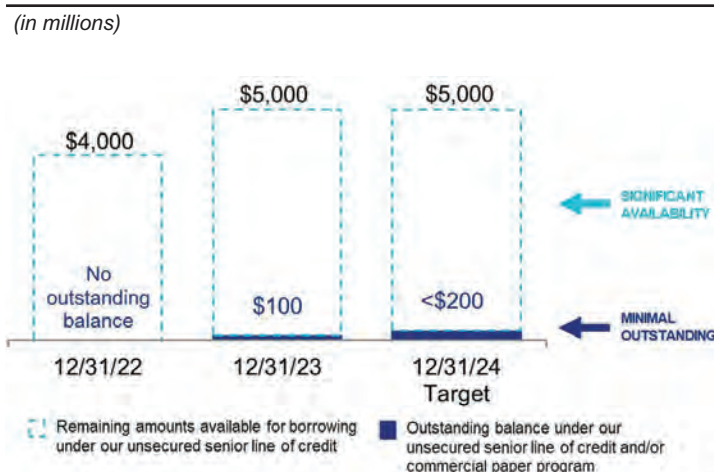 (in millions)
$5,000 $5,000
$4,000
SIGNIFICANT
AVAILABILITY
No
outstanding
balance
$100 <$200
MINIMAL
OUTSTANDING
12/31/22 12/31/23 12/31/24
Target
Remaining amounts available for borrowing
under our unsecured senior line of credit
Outstanding balance under our
unsecured senior line of credit and/or
commercial paper program